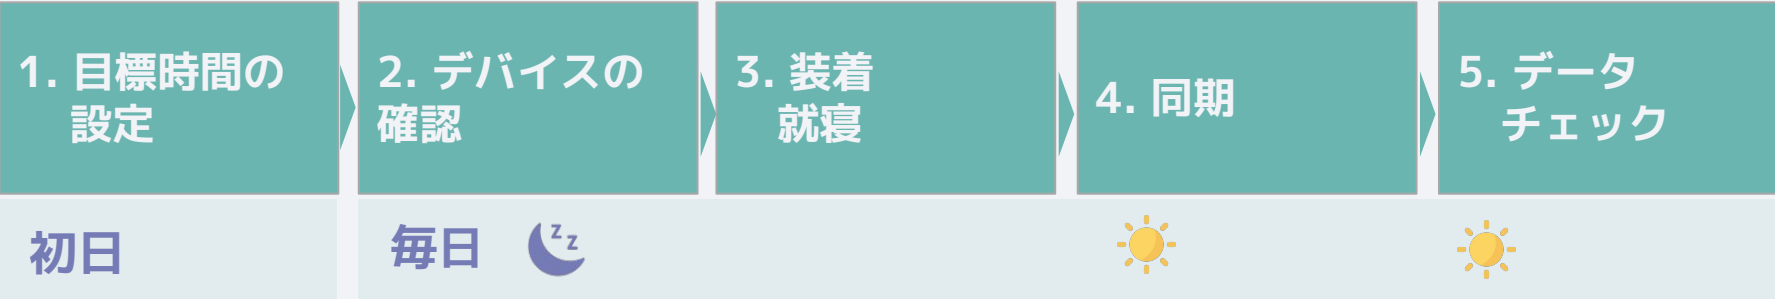 1. 目標時間の
設定
2. デバイスの
確認
3. 装着
就寝
4. 同期
5. データ
チェック
初日
毎日
z z